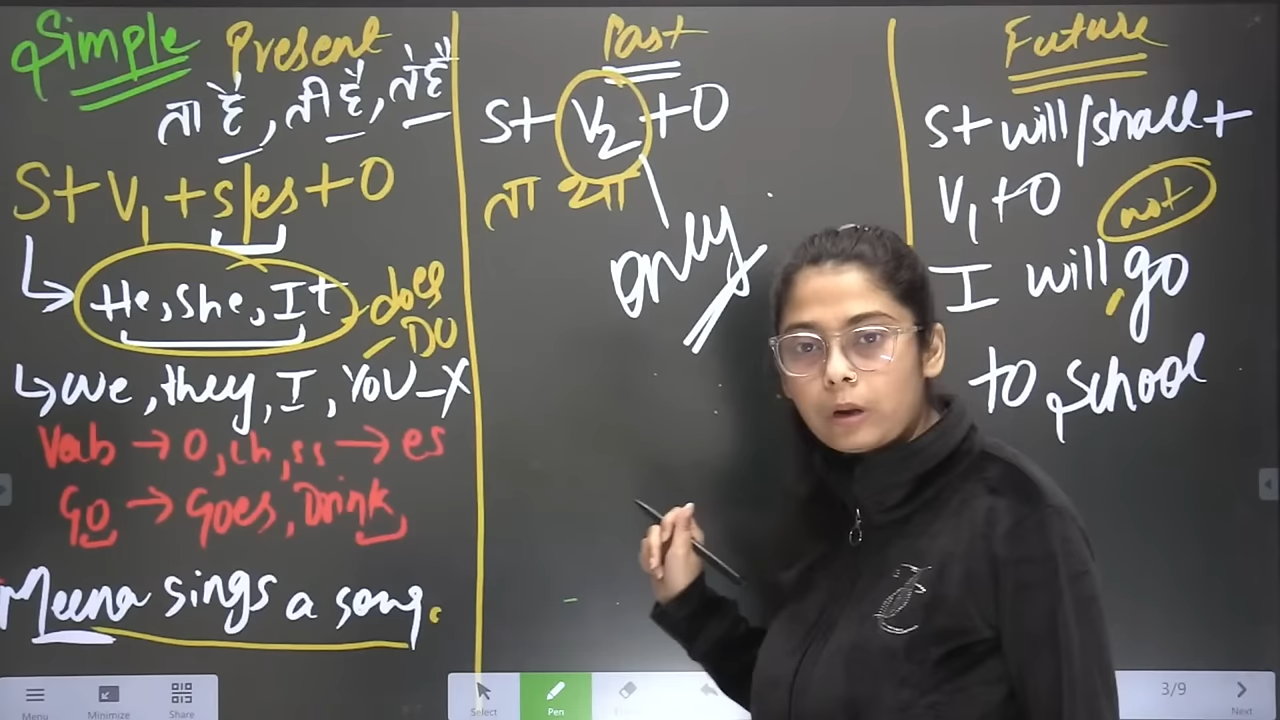 Simple Present
ता है, ती है, ते हैं
S + V1 + s/es + O
He, She, It - does
DO
we, they, I, YOU - X
Verb → O, ch, ss → es
Go → Goes, Drink
Meena sings a song.
Past
S + V2 + O
ता था
only
Future
S + will/shall +
V1 + O
not
I will, go
to school
Menu
Minimize
Share
Select
Pen
3/9
Next